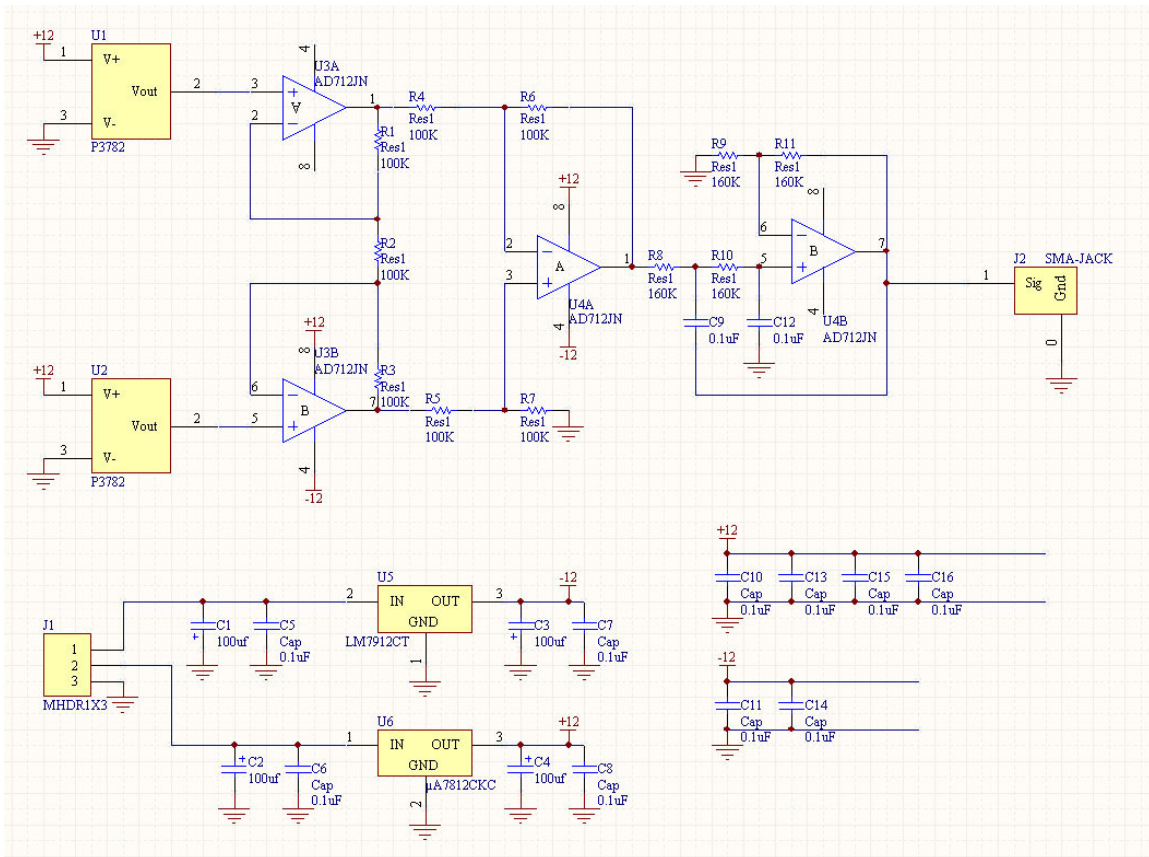 +12
U1
1
V+
Vout
2
3
V-
P3782
4
U3A
AD712JN
3
+
A
1
2
−
8
R4
Res1
100K
R6
Res1
100K
R1
Res1
100K
R2
Res1
100K
R3
Res1
100K
+12
8
2
−
A
1
3
+
4
U4A
AD712JN
-12
R9
Res1
160K
R11
Res1
160K
8
6
−
B
7
5
+
4
U4B
AD712JN
R8
Res1
160K
R10
Res1
160K
C9
0.1uF
C12
0.1uF
J2
SMA-JACK
1
Sig
Gnd
0
+12
U2
1
V+
Vout
2
3
V-
P3782
+12
8
U3B
AD712JN
6
−
B
7
5
+
4
-12
R5
Res1
100K
R7
Res1
100K
J1
1
2
3
MHDR1X3
C1
+
100uf
C5
Cap
0.1uF
U5
2
IN
OUT
3
GND
LM7912CT
1
-12
C3
+
100uf
C7
Cap
0.1uF
C2
+
100uf
C6
Cap
0.1uF
U6
1
IN
OUT
3
GND
µA7812CKC
2
+12
C4
+
100uf
C8
Cap
0.1uF
+12
C10
Cap
0.1uF
C13
Cap
0.1uF
C15
Cap
0.1uF
C16
Cap
0.1uF
-12
C11
Cap
0.1uF
C14
Cap
0.1uF